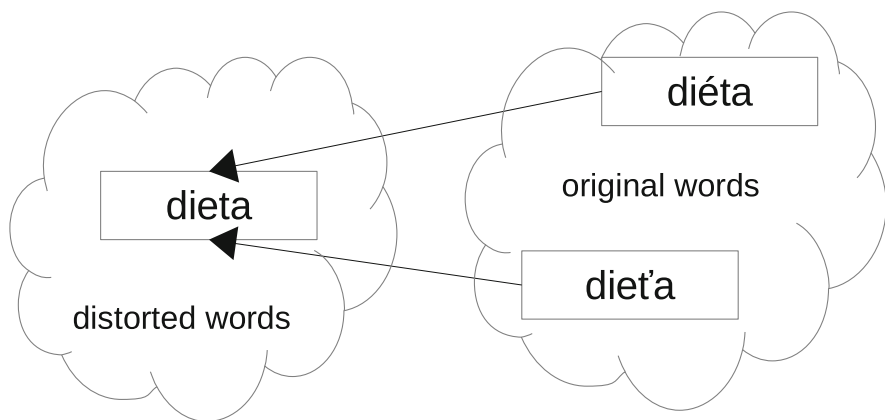 diéta
dieta
original words
dieťa
distorted words